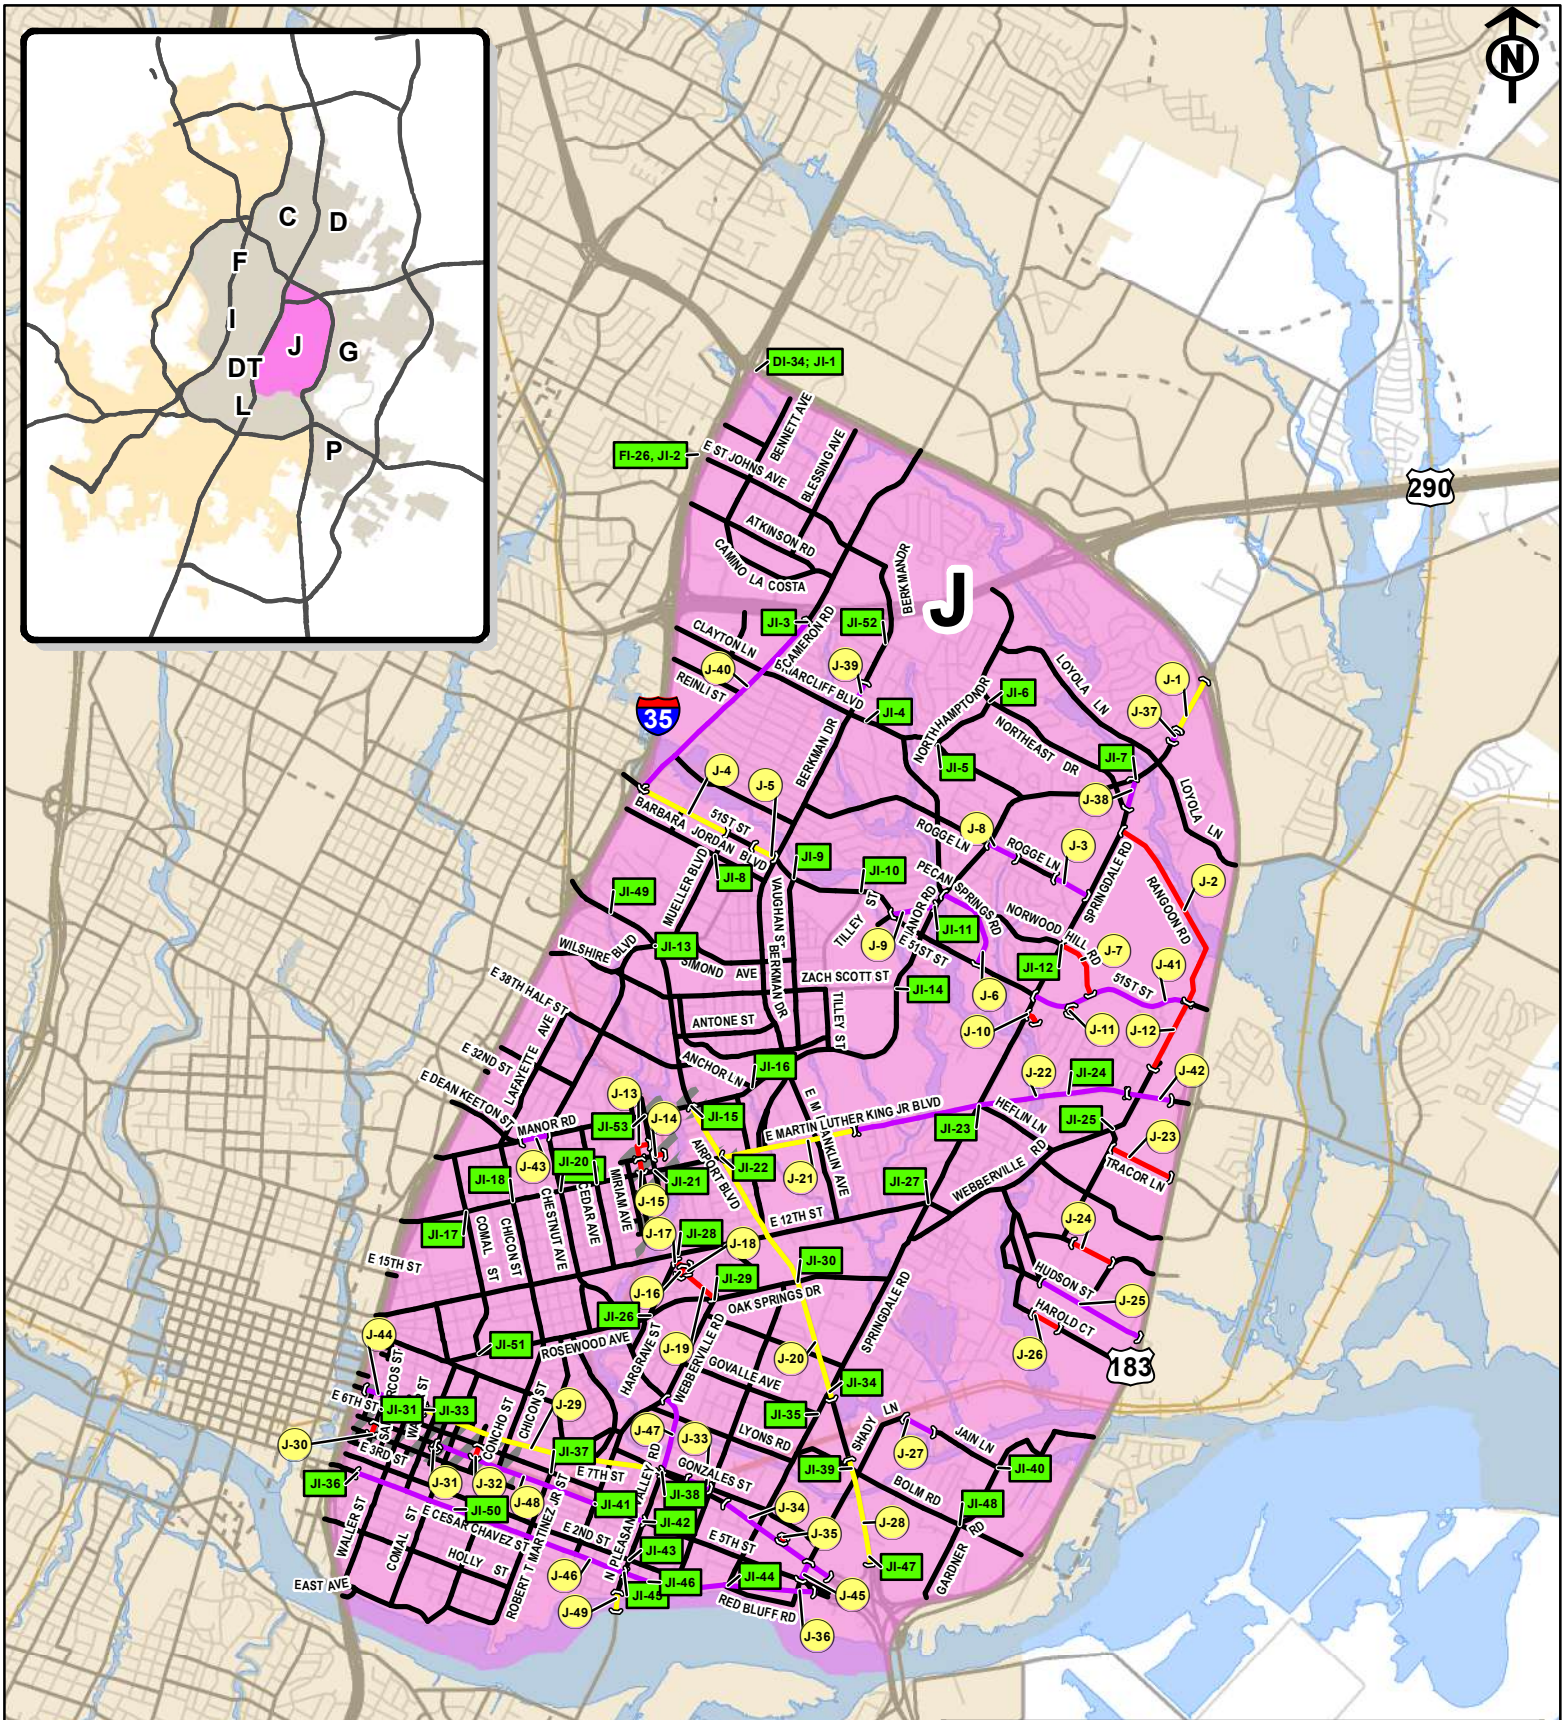 N
C
D
F
I
J
G
DT
L
P
DI-34; JI-1
BENNETT AVE
FI-26, JI-2
E ST JOHNS AVE
BLESSING AVE
290
ATKINSON RD
CAMINO LA COSTA
BERKMAN DR
J
JI-3
JI-52
CAMERON RD
CLAYTON LN
J-40
BRIARCLIFF BLVD
J-39
REINLI ST
LOYOLA LN
J-1
JI-6
35
JI-4
NORTHHAMPTON DR
J-37
NORTHEAST DR
BERKMAN DR
JI-5
JI-7
J-4
J-5
J-38
LOYOLA LN
51ST ST
BARBARA JORDAN BLVD
ROGGE LN
J-8
ROGGE LN
J-3
JI-9
JI-8
JI-10
PECAN SPRINGS RD
SPRINGDALE RD
RANGOON RD
J-2
JI-49
MUELLER BLVD
VAUGHAN ST
TILLEY ST
MANOR RD
NORWOOD HILL RD
JI-11
J-9
E 51ST ST
J-7
JI-13
WILSHIRE BLVD
SIMOND AVE
BERKMAN DR
ZACH SCOTT ST
JI-12
J-41
51ST ST
E 38TH HALF ST
JI-14
J-6
TILLEY ST
ANTONE ST
J-10
J-11
J-12
E 32ND ST
LAFAYETTE AVE
ANCHOR LN
JI-16
J-22
JI-24
J-42
E DEAN KEETON ST
J-13
J-14
JI-15
MANOR RD
JI-53
E MARTIN LUTHER KING JR BLVD
JI-23
HEFLIN LN
JI-25
J-23
J-43
JI-20
JI-18
JI-21
AIRPORT BLVD
JI-22
J-21
JI-27
WEBBERVILLE RD
TRACOR LN
MIRIAM AVE
CEDAR AVE
CHESTNUT AVE
J-15
JI-17
COMAL ST
CHICON ST
J-17
JI-28
J-18
E 12TH ST
J-24
E 15TH ST
JI-30
J-16
JI-29
OAK SPRINGS DR
HUDSON ST
J-25
HAROLD CT
JI-26
SPRINGDALE RD
J-44
JI-51
ROSEWOOD AVE
HARGRAVE ST
J-19
WEBBERVILLE RD
J-20
J-26
183
GOVALLE AVE
E 6TH ST
JI-31
JI-33
CHICON ST
J-29
JI-34
JI-35
SHADY LN
J-30
E 3RD ST
J-47
J-33
LYONS RD
J-27
JAIN LN
JI-37
E 7TH ST
GONZALES ST
JI-39
JI-40
JI-36
J-31
J-32
J-48
JI-38
BOLM RD
JI-50
JI-41
J-34
JI-48
WALLER ST
COMAL ST
E CESAR CHAVEZ ST
JI-42
E 5TH ST
J-35
J-28
E 2ND ST
JI-43
GARDNER RD
HOLLY ST
ROBERT T MARTINEZ JR ST
J-46
JI-46
JI-44
JI-47
EAST AVE
JI-45
J-45
J-49
RED BLUFF RD
J-36